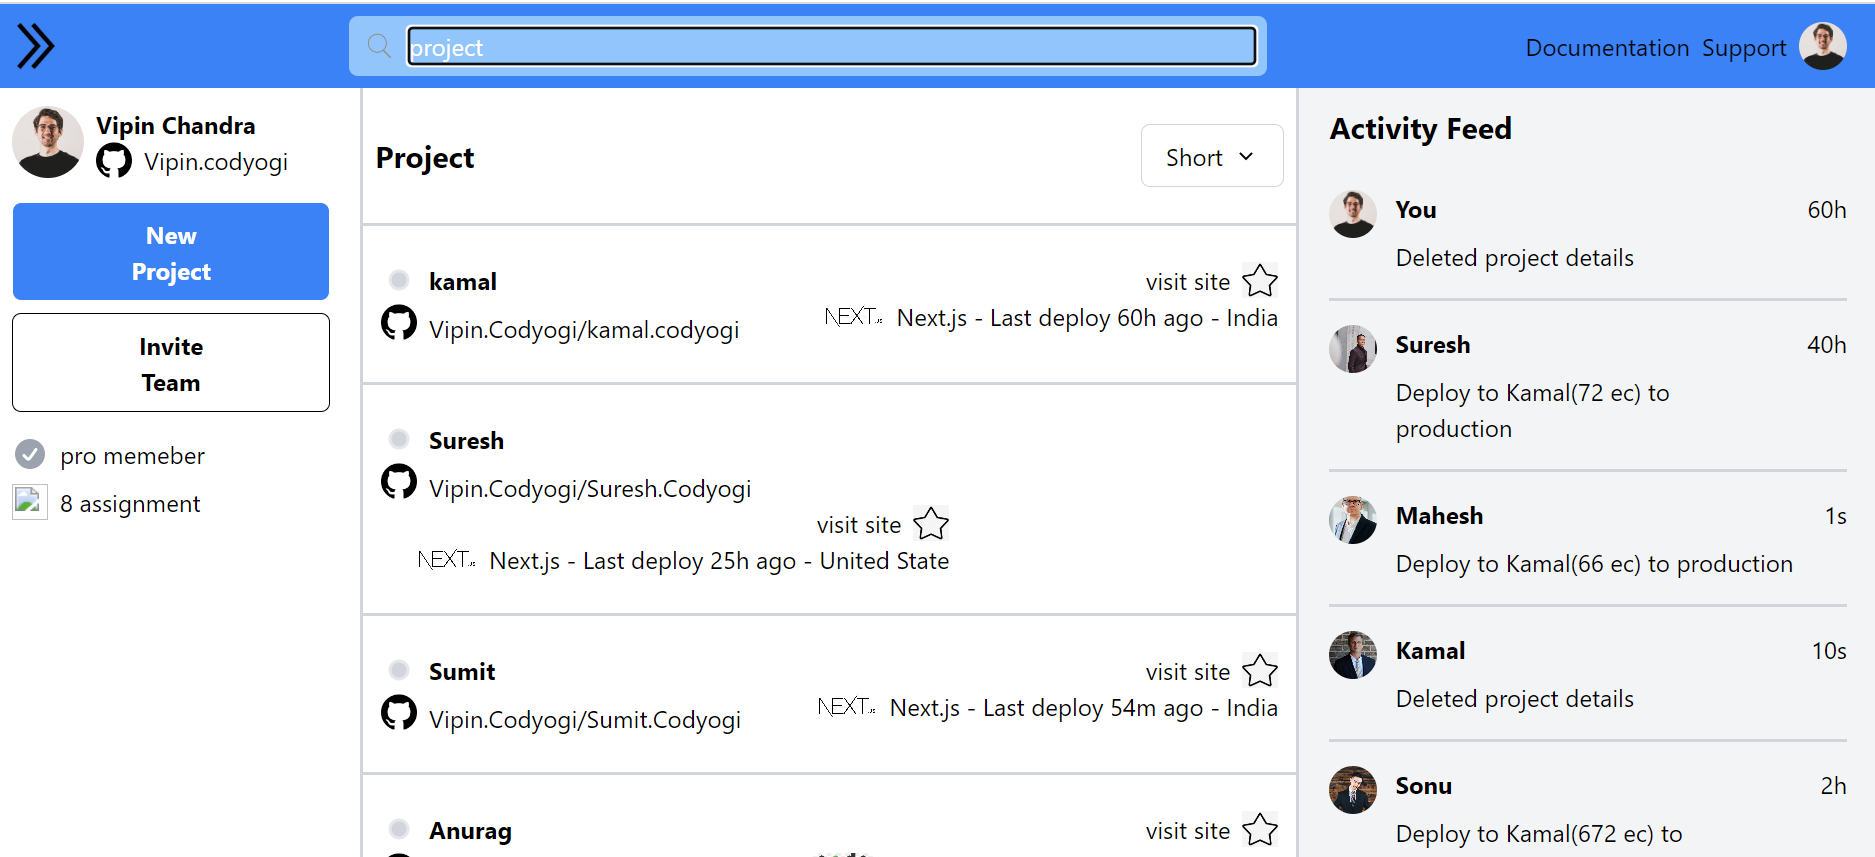 project
Documentation Support
Vipin Chandra
Vipin.codyogi
New
Project
Invite
Team
pro memeber
8 assignment
Project
Short
kamal
Vipin.Codyogi/kamal.codyogi
visit site
NEXT.js Next.js - Last deploy 60h ago - India
Suresh
Vipin.Codyogi/Suresh.Codyogi
visit site
NEXT.js Next.js - Last deploy 25h ago - United State
Sumit
Vipin.Codyogi/Sumit.Codyogi
visit site
NEXT.js Next.js - Last deploy 54m ago - India
Anurag
visit site
Activity Feed
You 60h
Deleted project details
Suresh 40h
Deploy to Kamal(72 ec) to
production
Mahesh 1s
Deploy to Kamal(66 ec) to production
Kamal 10s
Deleted project details
Sonu 2h
Deploy to Kamal(672 ec) to